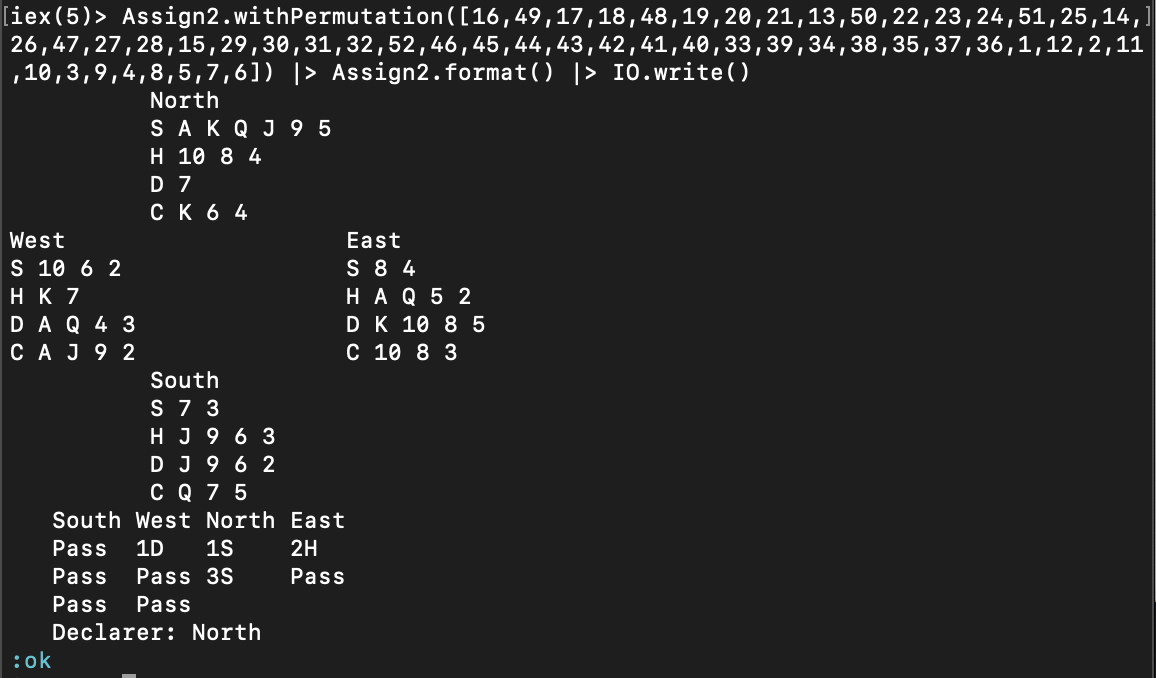 [iex(5)> Assign2.withPermutation([16,49,17,18,48,19,20,21,13,50,22,23,24,51,25,14,]
26,47,27,28,15,29,30,31,32,52,46,45,44,43,42,41,40,33,39,34,38,35,37,36,1,12,2,11
,10,3,9,4,8,5,7,6]) |> Assign2.format() |> IO.write()
North
S A K Q J 9 5
H 10 8 4
D 7
C K 6 4
West East
S 10 6 2 S 8 4
H K 7 H A Q 5 2
D A Q 4 3 D K 10 8 5
C A J 9 2 C 10 8 3
South
S 7 3
H J 9 6 3
D J 9 6 2
C Q 7 5
South West North East
Pass 1D 1S 2H
Pass Pass 3S Pass
Pass Pass
Declarer: North
:ok